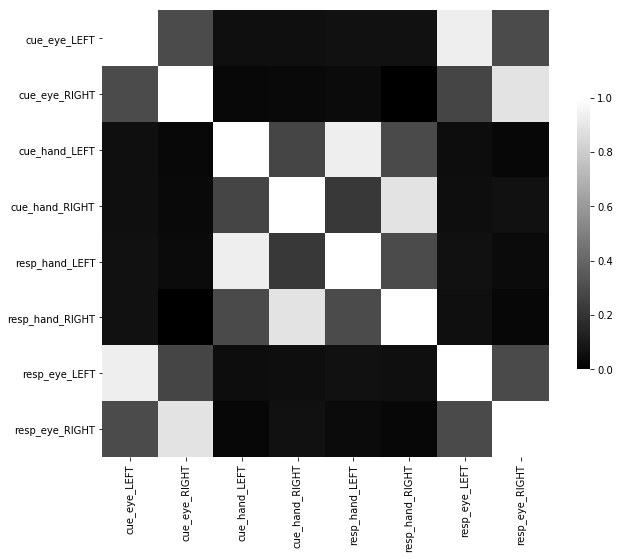 cue_eye_LEFT
cue_eye_RIGHT
cue_hand_LEFT
cue_hand_RIGHT
resp_hand_LEFT
resp_hand_RIGHT
resp_eye_LEFT
resp_eye_RIGHT
1.0
0.8
0.6
0.4
0.2
0.0
cue_eye_LEFT
cue_eye_RIGHT
cue_hand_LEFT
cue_hand_RIGHT
resp_hand_LEFT
resp_hand_RIGHT
resp_eye_LEFT
resp_eye_RIGHT